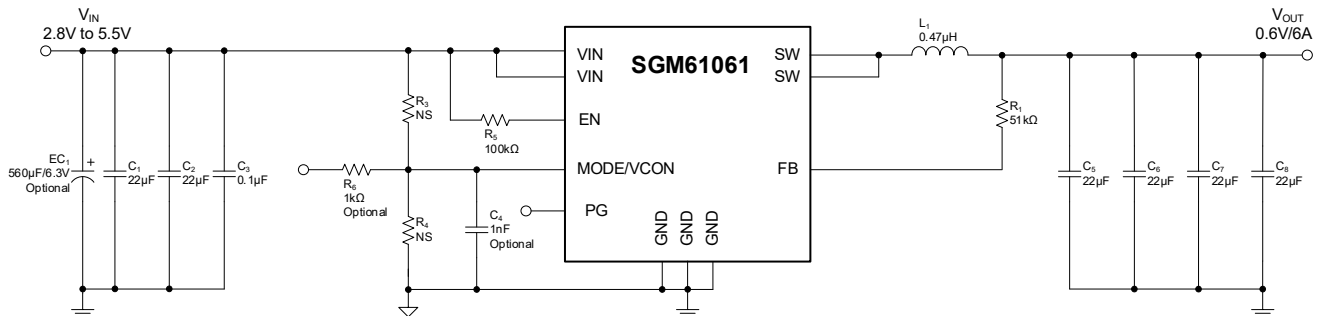 VIN
2.8V to 5.5V
EC1
560µF/6.3V
Optional
+
C1
22µF
C2
22µF
C3
0.1µF
R3
NS
R5
100kΩ
R6
1kΩ
Optional
R4
NS
C4
1nF
Optional
SGM61061
VIN
VIN
EN
MODE/VCON
PG
GND
GND
GND
SW
SW
FB
L1
0.47µH
R1
51kΩ
VOUT
0.6V/6A
C5
22µF
C6
22µF
C7
22µF
C8
22µF